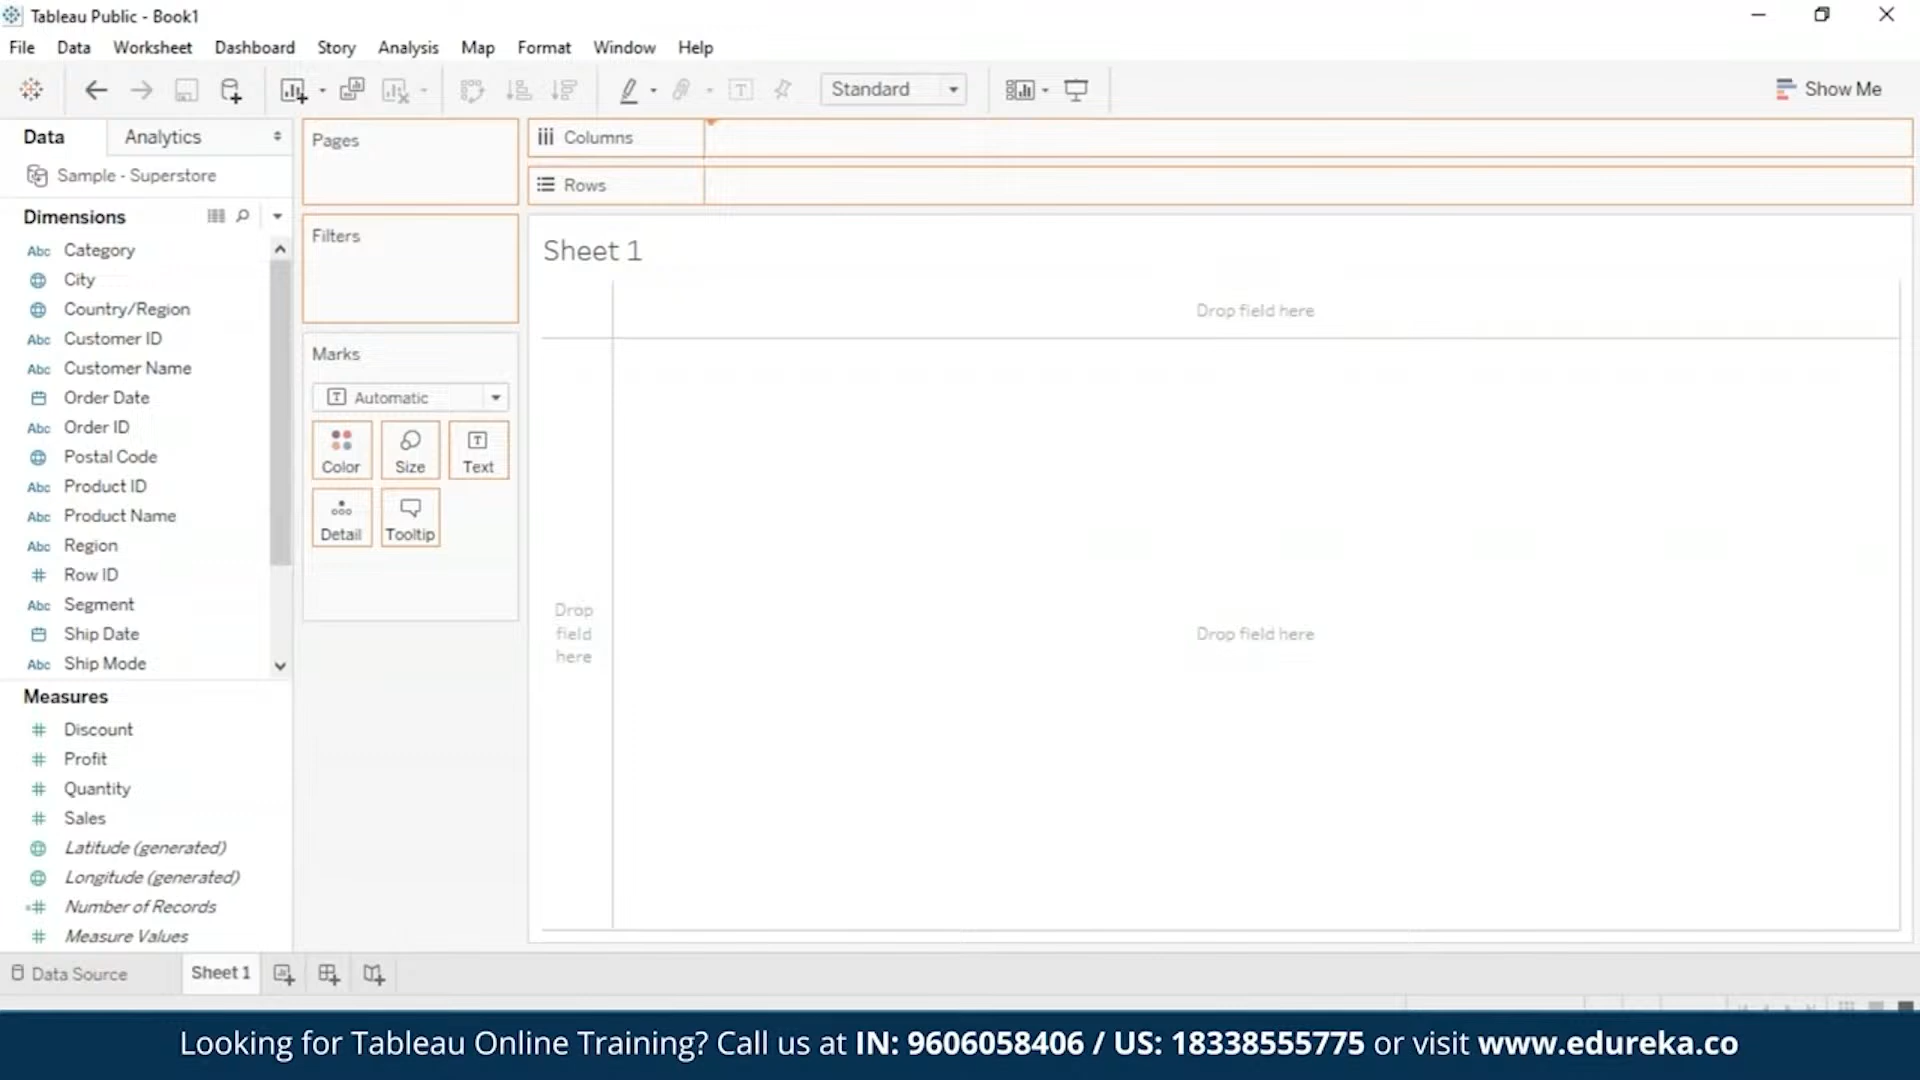 Tableau Public - Book1
File Data Worksheet Dashboard Story Analysis Map Format Window Help
Standard
Show Me
Data Analytics
Sample - Superstore
Dimensions
Abc Category
City
Country/Region
Abc Customer ID
Abc Customer Name
Order Date
Abc Order ID
Postal Code
Abc Product ID
Abc Product Name
Abc Region
# Row ID
Abc Segment
Ship Date
Abc Ship Mode
Measures
# Discount
# Profit
# Quantity
# Sales
Latitude (generated)
Longitude (generated)
=# Number of Records
# Measure Values
Pages
Filters
Marks
T Automatic
Color Size T Text
Detail Tooltip
Columns
Rows
Sheet 1
Drop field here
Drop
field
here
Drop field here
Data Source Sheet 1
Looking for Tableau Online Training? Call us at IN: 9606058406 / US: 18338555775 or visit www.edureka.co